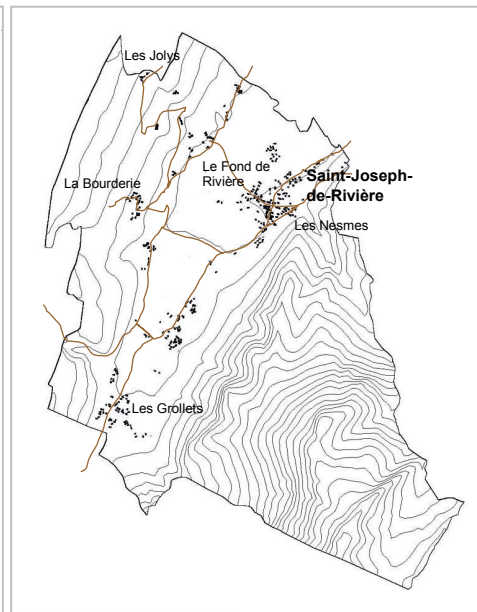 Les Jolys
Le Fond de
Rivière
Saint-Joseph-
de-Rivière
La Bourderie
Les Nesmes
Les Grollets